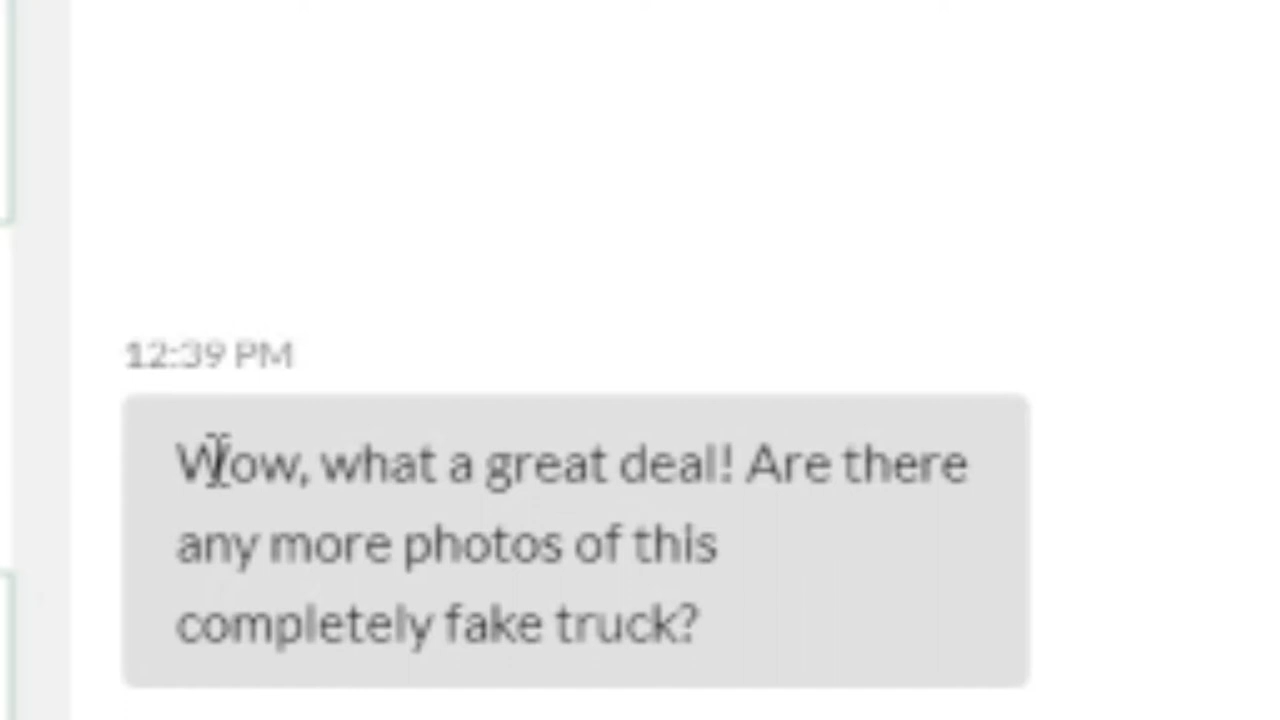 12:39 PM
Wow, what a great deal! Are there
any more photos of this
completely fake truck?